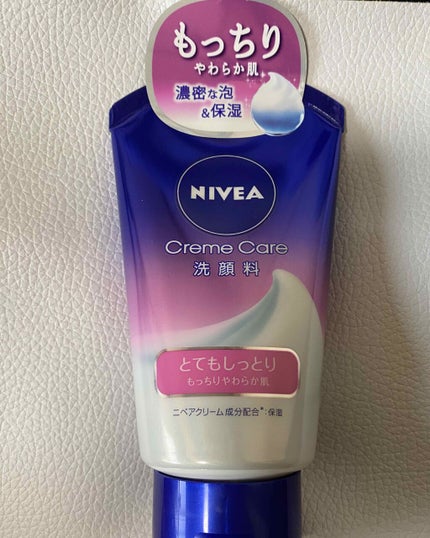 もっちり
やわらか肌
濃密な泡
&保湿
NIVEA
Creme Care
洗顔料
とてもしっとり
もっちりやわらか肌
ニベアクリーム成分配合*:保湿